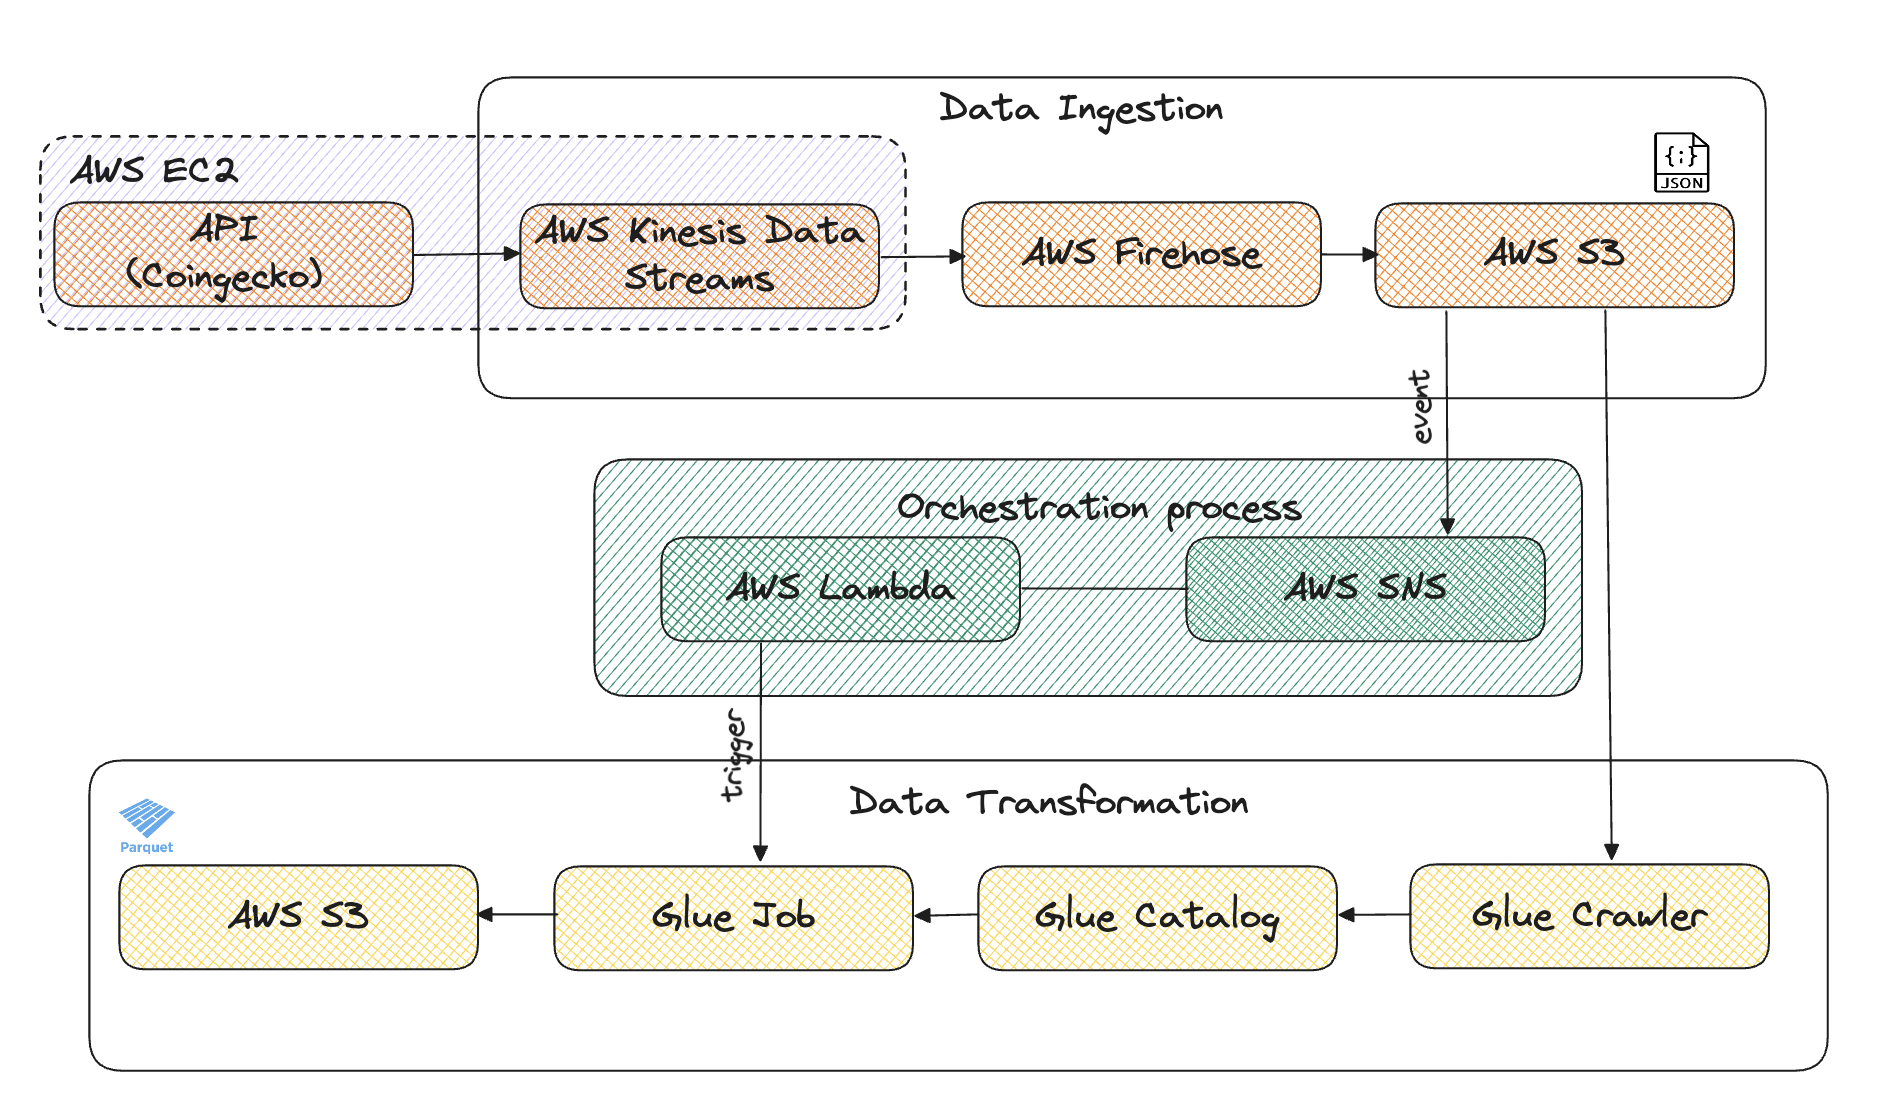 Data Ingestion
AWS EC2
{;}
JSON
API
(Coingecko)
AWS Kinesis Data
Streams
AWS Firehose
AWS S3
event
Orchestration process
AWS Lambda
AWS SNS
trigger
Data Transformation
Parquet
AWS S3
Glue Job
Glue Catalog
Glue Crawler